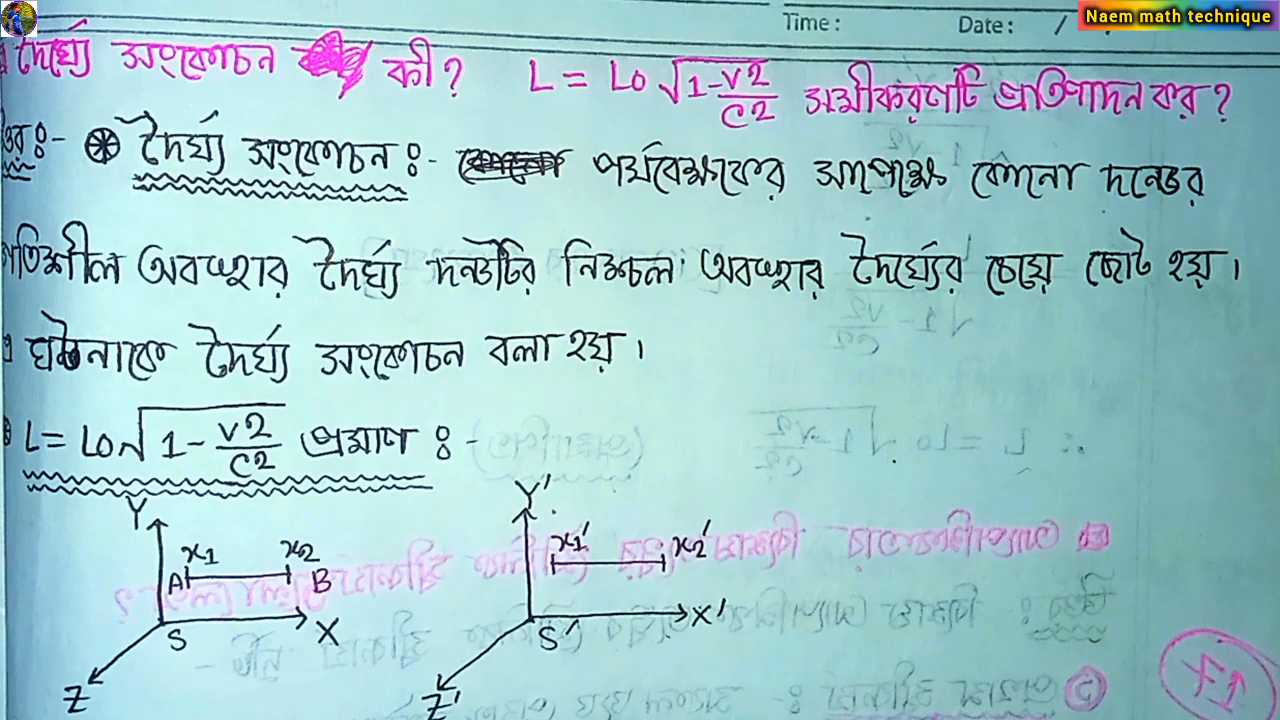 Naem math technique
Time : Date : /
দৈর্ঘ্য সংকোচন কী? L = Lo √1-v2/c2 সমীকরণটি প্রতিপাদন কর?
দৈর্ঘ্য সংকোচন ঃ- পর্যবেক্ষকের সাপেক্ষে কোনো দন্ডের
গতিশীল অবস্থার দৈর্ঘ্য দন্ডটির নিশ্চল অবস্থার দৈর্ঘ্যের চেয়ে ছোট হয়।
এ ঘটনাকে দৈর্ঘ্য সংকোচন বলা হয়।
L = Lo √1-v2/c2 প্রমাণ ঃ-
Y Y'
x1 x2 x1' x2'
A B
S X S' X'
Z Z'